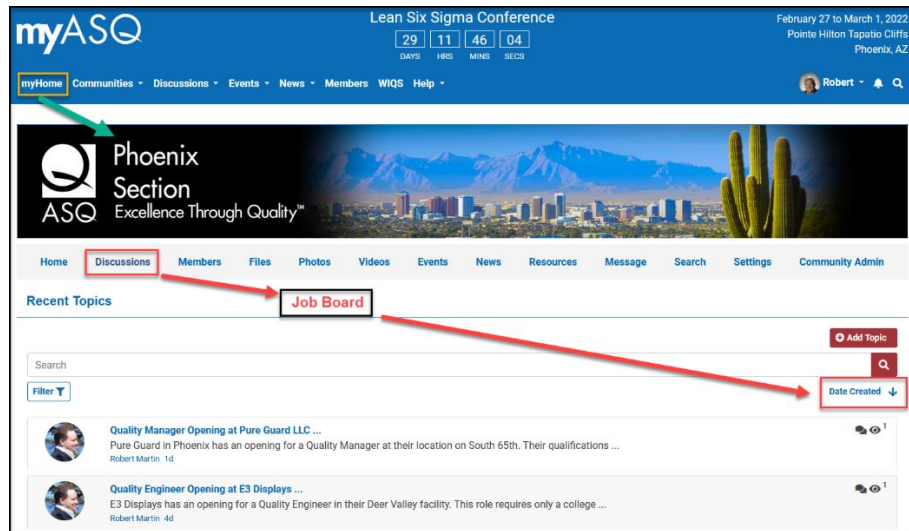 myASQ
Lean Six Sigma Conference
29 11 46 04
DAYS HRS MINS SECS
February 27 to March 1, 2022
Pointe Hilton Tapatio Cliffs
Phoenix, AZ
myHome Communities Discussions Events News Members WIQS Help
Robert
ASQ
Phoenix
Section
Excellence Through Quality™
Home Discussions Members Files Photos Videos Events News Resources Message Search Settings Community Admin
Recent Topics
Job Board
Add Topic
Search
Filter
Date Created
Quality Manager Opening at Pure Guard LLC ...
1
Pure Guard in Phoenix has an opening for a Quality Manager at their location on South 65th. Their qualifications ...
Robert Martin 1d
Quality Engineer Opening at E3 Displays ...
1
E3 Displays has an opening for a Quality Engineer in their Deer Valley facility. This role requires only a college ...
Robert Martin 4d